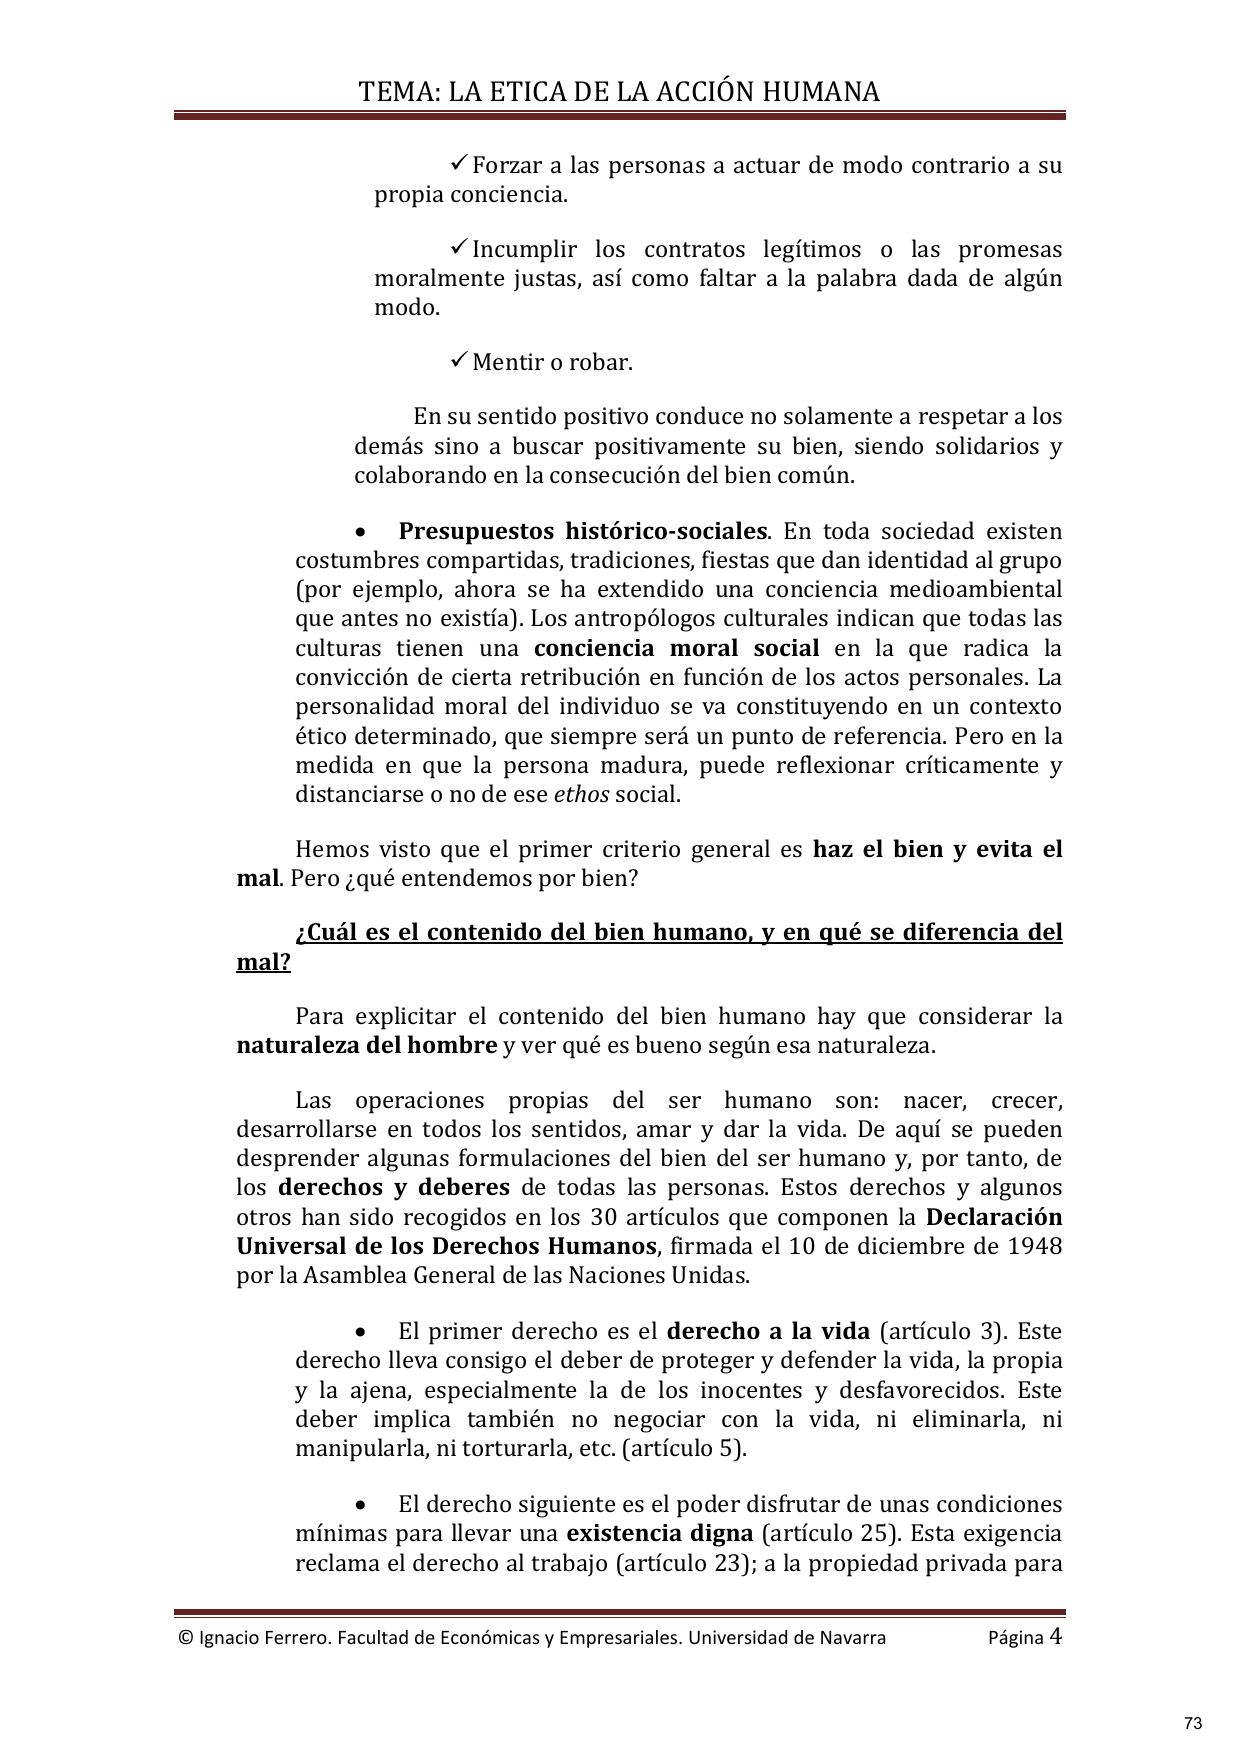 TEMA: LA ETICA DE LA ACCIÓN HUMANA
✓ Forzar a las personas a actuar de modo contrario a su
propia conciencia.
✓ Incumplir los contratos legítimos o las promesas
moralmente justas, así como faltar a la palabra dada de algún
modo.
✓ Mentir o robar.
En su sentido positivo conduce no solamente a respetar a los
demás sino a buscar positivamente su bien, siendo solidarios y
colaborando en la consecución del bien común.
• Presupuestos histórico-sociales. En toda sociedad existen
costumbres compartidas, tradiciones, fiestas que dan identidad al grupo
(por ejemplo, ahora se ha extendido una conciencia medioambiental
que antes no existía). Los antropólogos culturales indican que todas las
culturas tienen una conciencia moral social en la que radica la
convicción de cierta retribución en función de los actos personales. La
personalidad moral del individuo se va constituyendo en un contexto
ético determinado, que siempre será un punto de referencia. Pero en la
medida en que la persona madura, puede reflexionar críticamente y
distanciarse o no de ese ethos social.
Hemos visto que el primer criterio general es haz el bien y evita el
mal. Pero ¿qué entendemos por bien?
¿Cuál es el contenido del bien humano, y en qué se diferencia del
mal?
Para explicitar el contenido del bien humano hay que considerar la
naturaleza del hombre y ver qué es bueno según esa naturaleza.
Las operaciones propias del ser humano son: nacer, crecer,
desarrollarse en todos los sentidos, amar y dar la vida. De aquí se pueden
desprender algunas formulaciones del bien del ser humano y, por tanto, de
los derechos y deberes de todas las personas. Estos derechos y algunos
otros han sido recogidos en los 30 artículos que componen la Declaración
Universal de los Derechos Humanos, firmada el 10 de diciembre de 1948
por la Asamblea General de las Naciones Unidas.
• El primer derecho es el derecho a la vida (artículo 3). Este
derecho lleva consigo el deber de proteger y defender la vida, la propia
y la ajena, especialmente la de los inocentes y desfavorecidos. Este
deber implica también no negociar con la vida, ni eliminarla, ni
manipularla, ni torturarla, etc. (artículo 5).
• El derecho siguiente es el poder disfrutar de unas condiciones
mínimas para llevar una existencia digna (artículo 25). Esta exigencia
reclama el derecho al trabajo (artículo 23); a la propiedad privada para
© Ignacio Ferrero. Facultad de Económicas y Empresariales. Universidad de Navarra Página 4
73